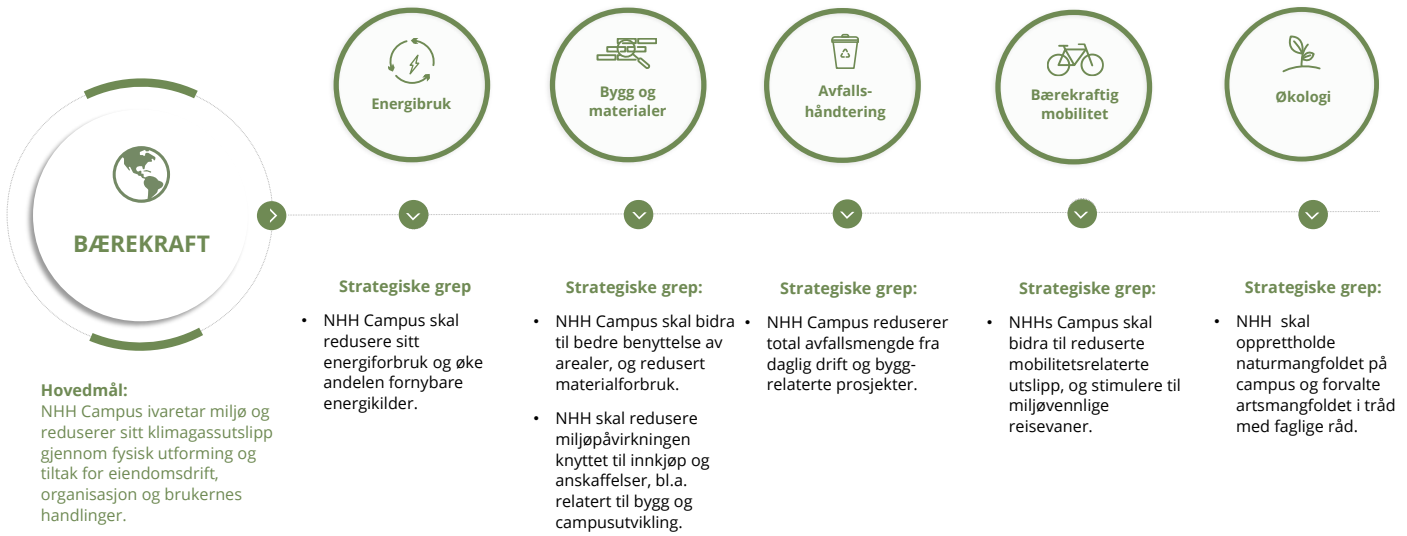 BÆREKRAFT
Hovedmål:
NHH Campus ivaretar miljø og
reduserer sitt klimagassutslipp
gjennom fysisk utforming og
tiltak for eiendomsdrift,
organisasjon og brukernes
handlinger.
Energibruk
Strategiske grep
• NHH Campus skal
redusere sitt
energiforbruk og øke
andelen fornybare
energikilder.
Bygg og
materialer
Strategiske grep:
• NHH Campus skal bidra
til bedre benyttelse av
arealer, og redusert
materialforbruk.
• NHH skal redusere
miljøpåvirkningen
knyttet til innkjøp og
anskaffelser, bl.a.
relatert til bygg og
campusutvikling.
Avfalls-
håndtering
Strategiske grep:
• NHH Campus reduserer
total avfallsmengde fra
daglig drift og bygg-
relaterte prosjekter.
Bærekraftig
mobilitet
Strategiske grep:
• NHHs Campus skal
bidra til reduserte
mobilitetsrelaterte
utslipp, og stimulere til
miljøvennlige
reisevaner.
Økologi
Strategiske grep:
• NHH skal
opprettholde
naturmangfoldet på
campus og forvalte
artsmangfoldet i tråd
med faglige råd.